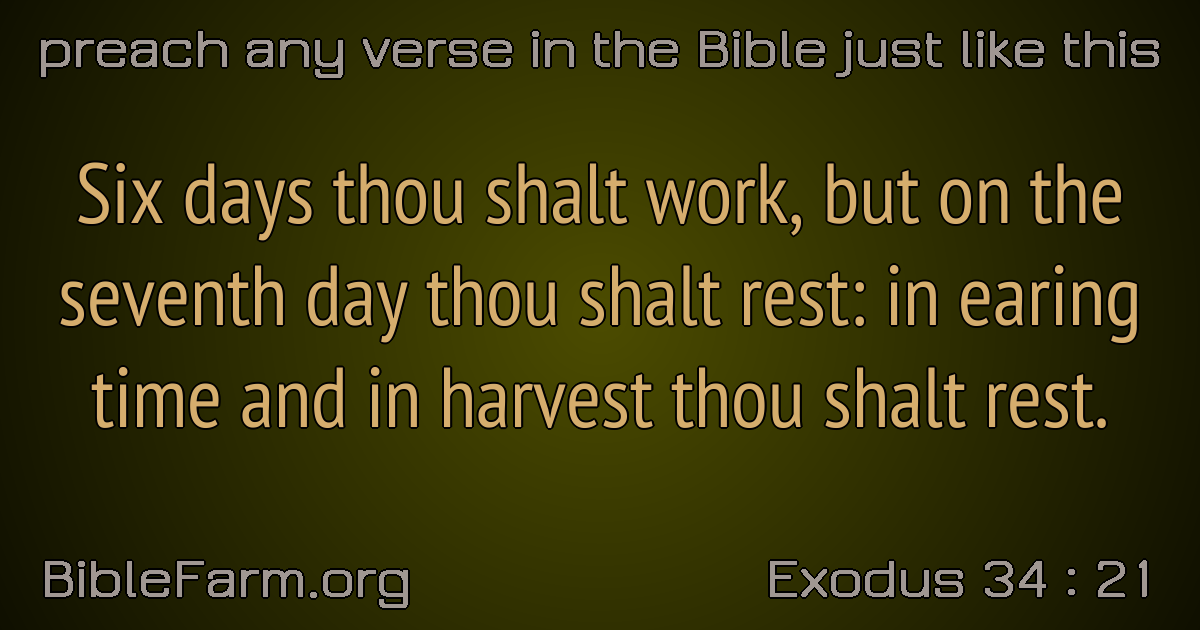 preach any verse in the Bible just like this
Six days thou shalt work, but on the
seventh day thou shalt rest: in earing
time and in harvest thou shalt rest.
BibleFarm.org
Exodus 34 : 21